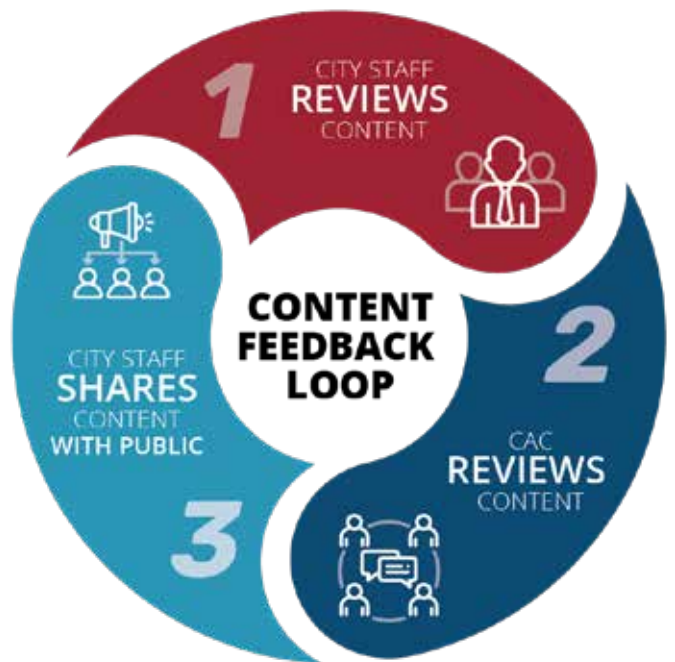 1
CITY STAFF
REVIEWS
CONTENT
CONTENT
FEEDBACK
LOOP
2
CAC
REVIEWS
CONTENT
CITY STAFF
SHARES
CONTENT
WITH PUBLIC
3